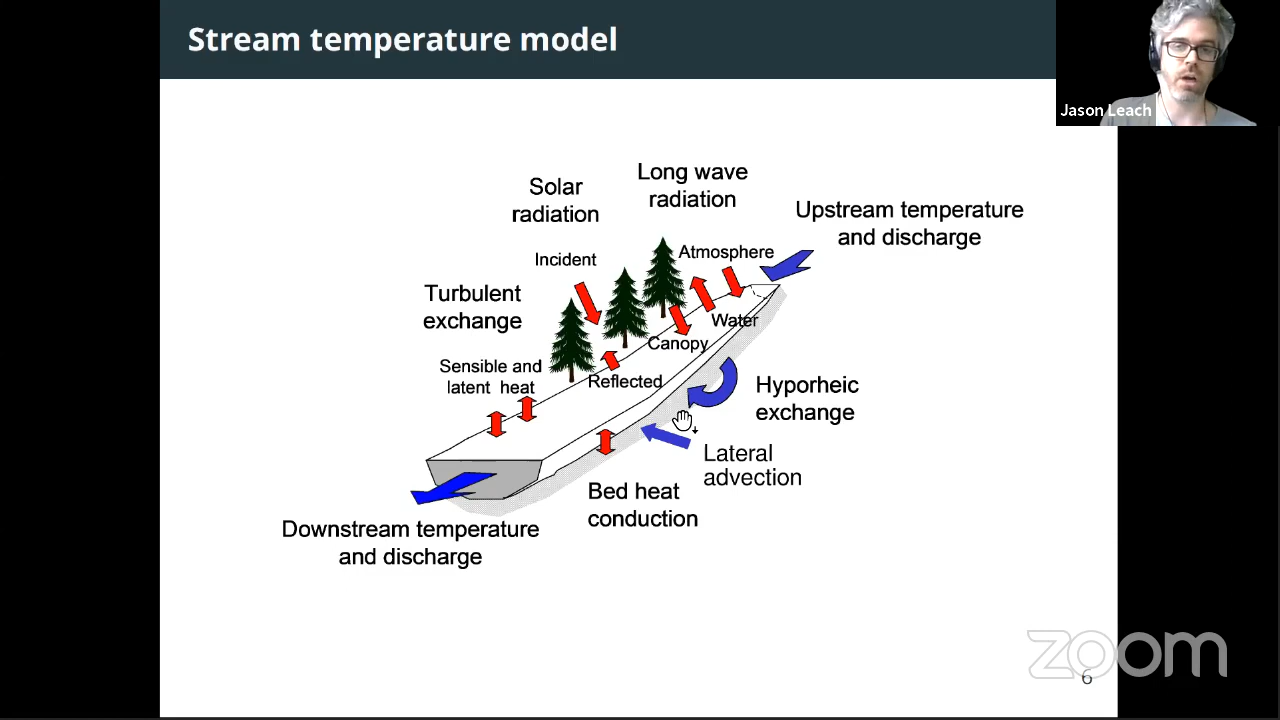 Stream temperature model
Jason Leach
Long wave
radiation
Solar
radiation
Upstream temperature
and discharge
Atmosphere
Incident
Turbulent
exchange
Water
Canopy
Sensible and
latent heat
Reflected
Hyporheic
exchange
Lateral
advection
Bed heat
conduction
Downstream temperature
and discharge
zoom
6